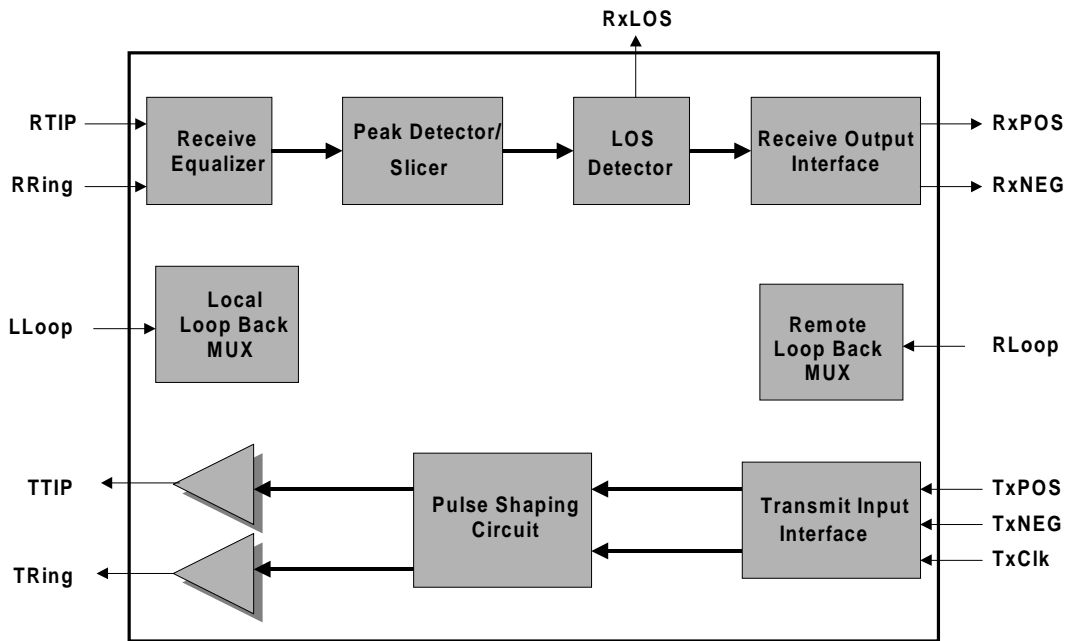 RxLOS
RTIP
RRing
Receive
Equalizer
Peak Detector/
Slicer
LOS
Detector
Receive Output
Interface
RxPOS
RxNEG
LLoop
Local
Loop Back
MUX
Remote
Loop Back
MUX
RLoop
TTIP
TRing
Pulse Shaping
Circuit
Transmit Input
Interface
TxPOS
TxNEG
TxClk